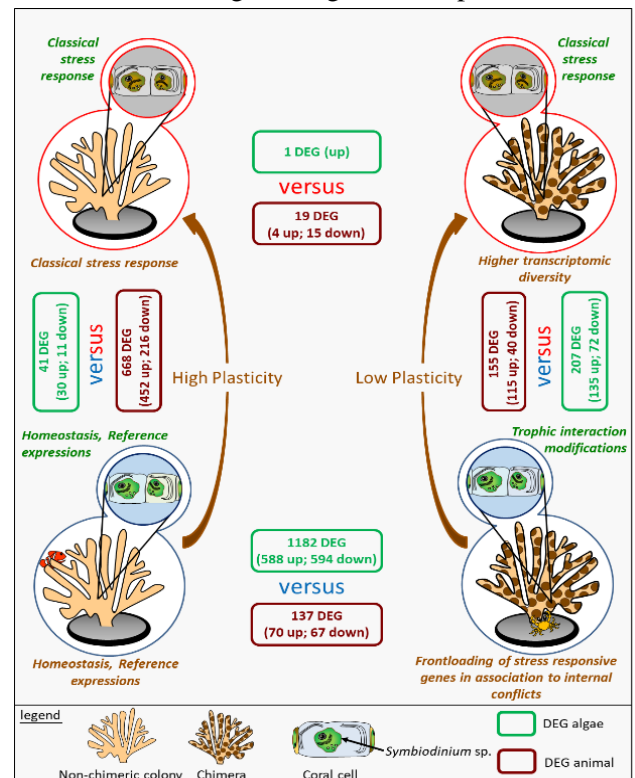 Classical
stress
response
Classical
stress
response
1 DEG (up)
versus
19 DEG
(4 up; 15 down)
Classical stress response
Higher transcriptomic
diversity
41 DEG
(30 up; 11 down)
versus
668 DEG
(452 up; 216 down)
High Plasticity
Low Plasticity
155 DEG
(115 up; 40 down)
versus
207 DEG
(135 up; 72 down)
Homeostasis, Reference
expressions
Trophic interaction
modifications
1182 DEG
(588 up; 594 down)
versus
137 DEG
(70 up; 67 down)
Homeostasis, Reference
expressions
Frontloading of stress responsive
genes in association to internal
conflicts
legend
Symbiodinium sp.
DEG algae
DEG animal
Non-chimeric colony Chimera Coral cell